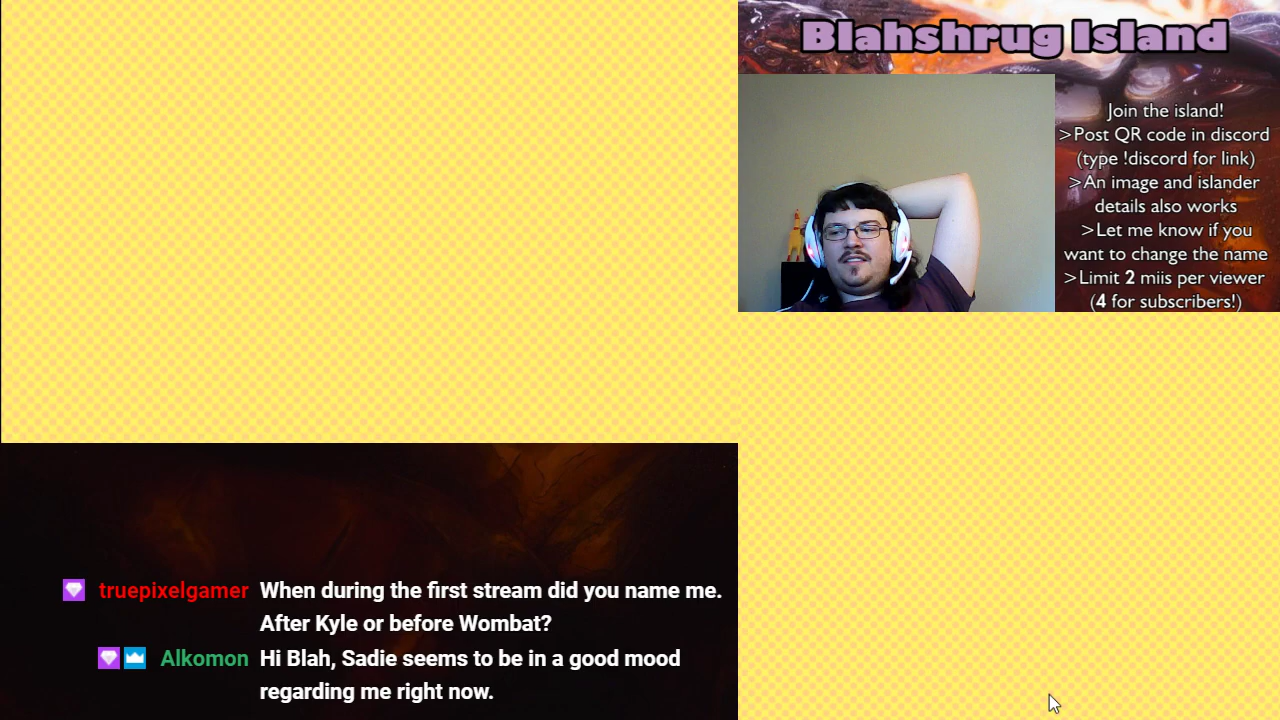 Blahshrug Island
Join the island!
>Post QR code in discord
(type !discord for link)
>An image and islander
details also works
>Let me know if you
want to change the name
>Limit 2 miis per viewer
(4 for subscribers!)
truepixelgamer When during the first stream did you name me.
After Kyle or before Wombat?
Alkomon Hi Blah, Sadie seems to be in a good mood
regarding me right now.